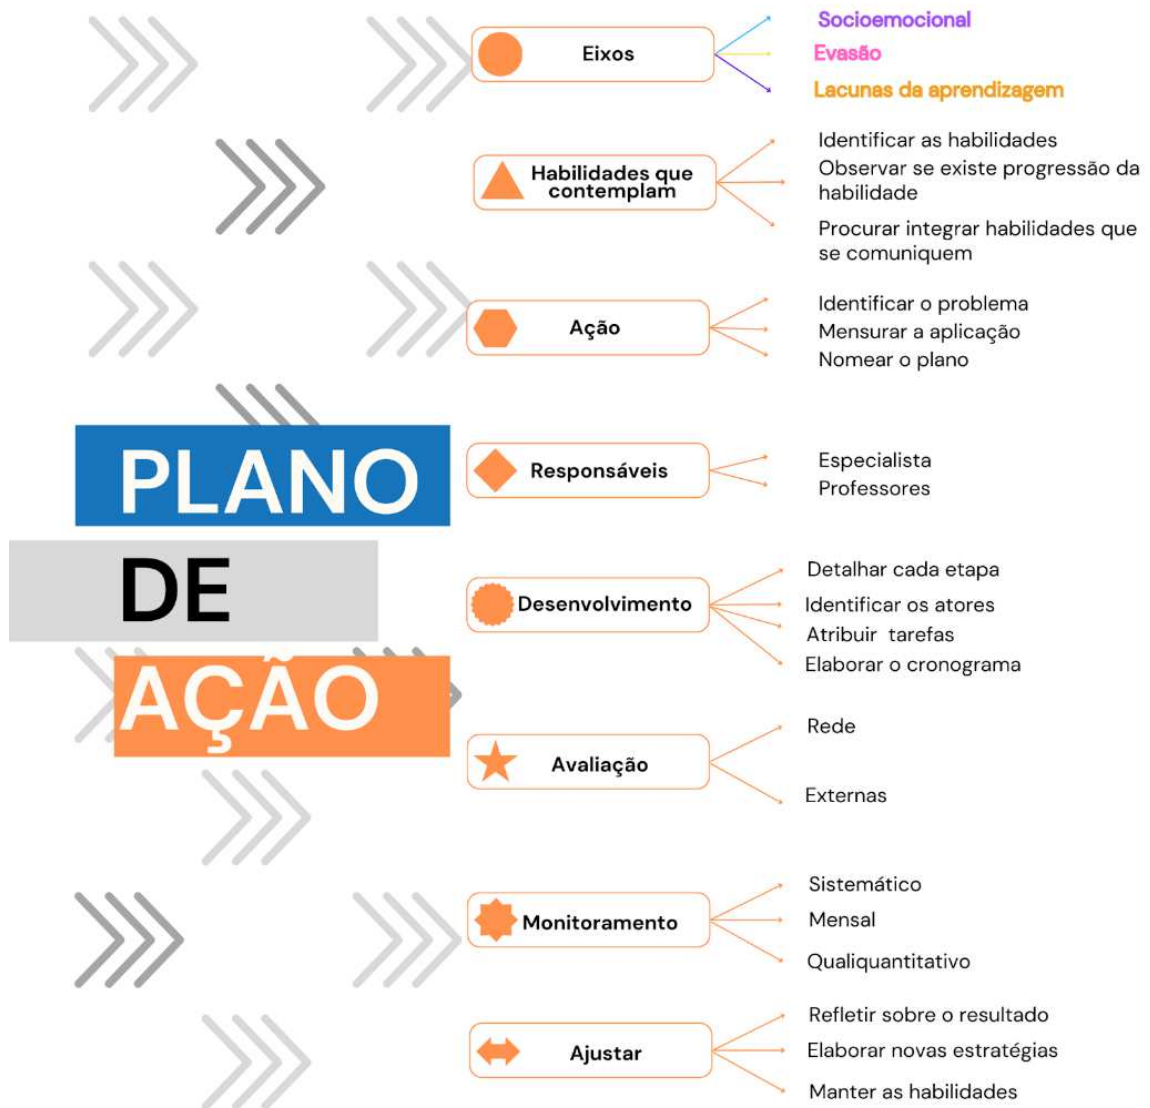 PLANO
DE
AÇÃO
Eixos
Socioemocional
Evasão
Lacunas da aprendizagem
Habilidades que
contemplam
Identificar as habilidades
Observar se existe progressão da
habilidade
Procurar integrar habilidades que
se comuniquem
Ação
Identificar o problema
Mensurar a aplicação
Nomear o plano
Responsáveis
Especialista
Professores
Desenvolvimento
Detalhar cada etapa
Identificar os atores
Atribuir tarefas
Elaborar o cronograma
Avaliação
Rede
Externas
Monitoramento
Sistemático
Mensal
Qualiquantitativo
Ajustar
Refletir sobre o resultado
Elaborar novas estratégias
Manter as habilidades